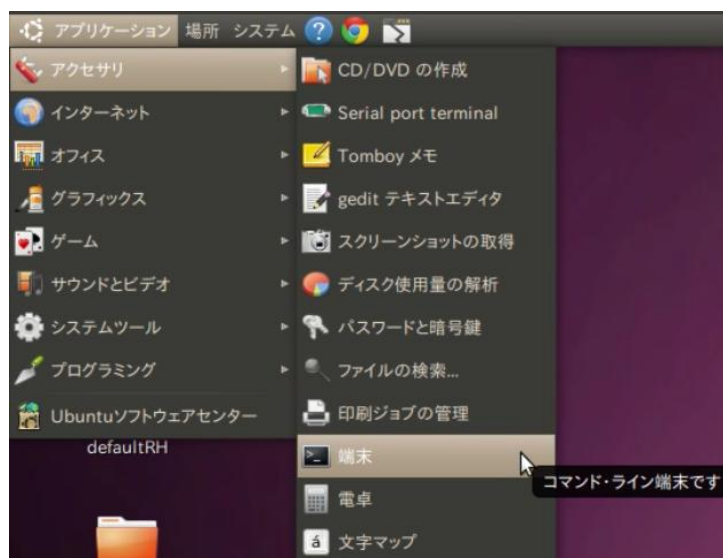 アプリケーション 場所 システム ?
アクセサリ
インターネット
オフィス
グラフィックス
ゲーム
サウンドとビデオ
システムツール
プログラミング
Ubuntuソフトウェアセンター
defaultRH
CD/DVD の作成
Serial port terminal
Tomboy メモ
gedit テキストエディタ
スクリーンショットの取得
ディスク使用量の解析
パスワードと暗号鍵
ファイルの検索...
印刷ジョブの管理
端末
電卓
á 文字マップ
コマンド・ライン端末です